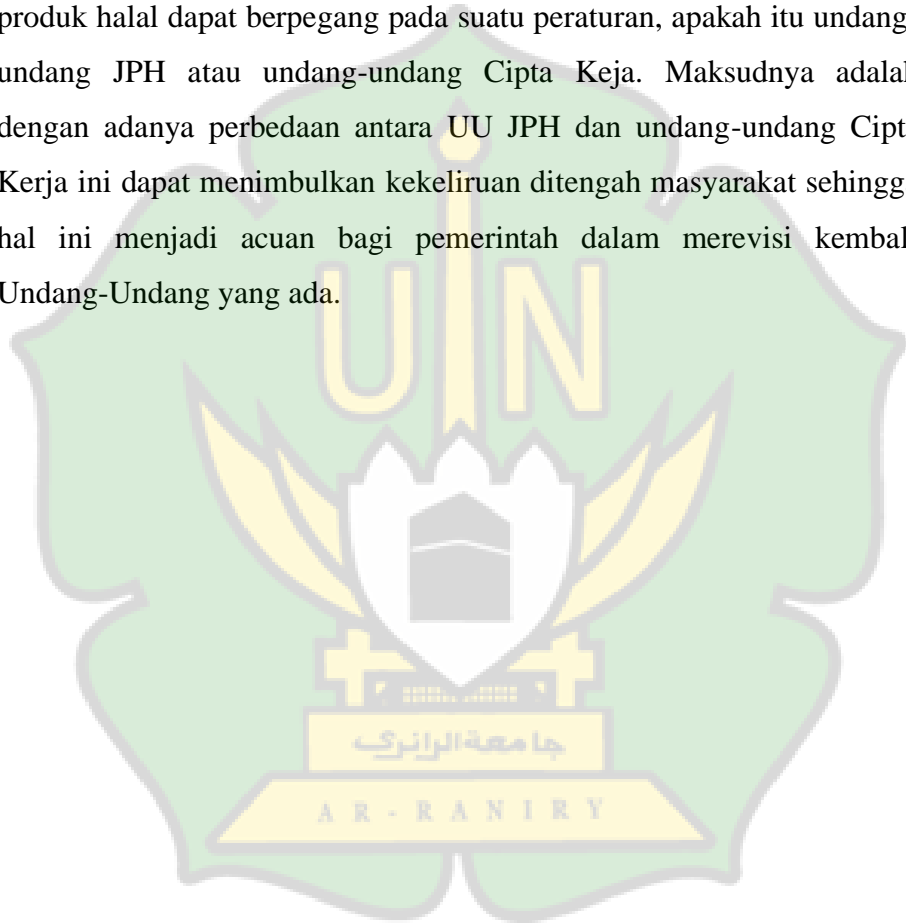 produk halal dapat berpegang pada suatu peraturan, apakah itu undang
undang JPH atau undang-undang Cipta Keja. Maksudnya adala
dengan adanya perbedaan antara UU JPH dan undang-undang Cipt
Kerja ini dapat menimbulkan kekeliruan ditengah masyarakat sehingg
hal ini menjadi acuan bagi pemerintah dalam merevisi kembal
Undang-Undang yang ada.
UIN
جامعة الرانري
AR-RANIRY